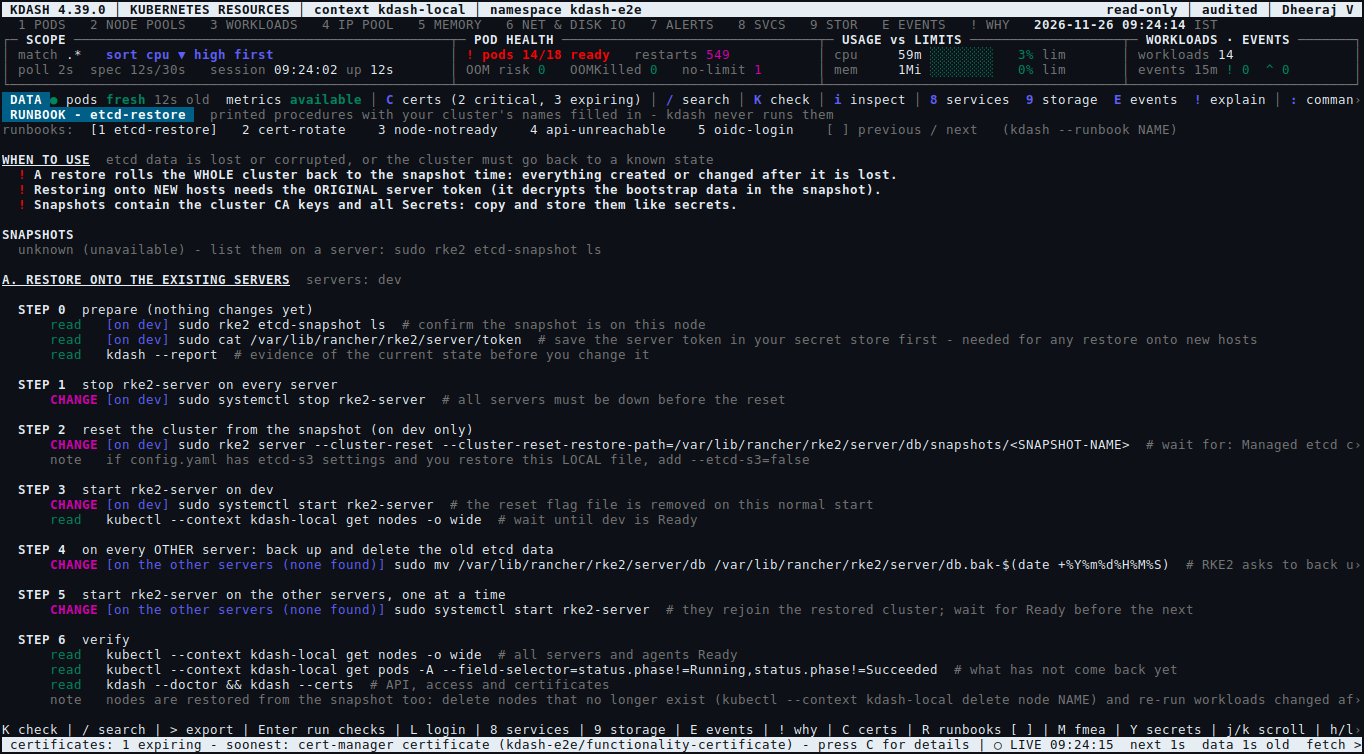 KDASH 4.39.0 │ KUBERNETES RESOURCES │ context kdash-local │ namespace kdash-e2e read-only │ audited │ Dheeraj V
1 PODS 2 NODE POOLS 3 WORKLOADS 4 IP POOL 5 MEMORY 6 NET & DISK IO 7 ALERTS 8 SVCS 9 STOR E EVENTS ! WHY 2026-11-26 09:24:14 IST
SCOPE POD HEALTH USAGE vs LIMITS WORKLOADS · EVENTS
match .* sort cpu ▼ high first ! pods 14/18 ready restarts 549 cpu 59m 3% lim workloads 14
poll 2s spec 12s/30s session 09:24:02 up 12s OOM risk 0 OOMKilled 0 no-limit 1 mem 1Mi 0% lim events 15m ! 0 ^ 0
DATA ● pods fresh 12s old metrics available │ C certs (2 critical, 3 expiring) │ / search │ K check │ i inspect │ 8 services 9 storage E events ! explain │ : comman›
RUNBOOK - etcd-restore printed procedures with your cluster's names filled in - kdash never runs them
runbooks: [1 etcd-restore] 2 cert-rotate 3 node-notready 4 api-unreachable 5 oidc-login [ ] previous / next (kdash --runbook NAME)
WHEN TO USE etcd data is lost or corrupted, or the cluster must go back to a known state
! A restore rolls the WHOLE cluster back to the snapshot time: everything created or changed after it is lost.
! Restoring onto NEW hosts needs the ORIGINAL server token (it decrypts the bootstrap data in the snapshot).
! Snapshots contain the cluster CA keys and all Secrets: copy and store them like secrets.
SNAPSHOTS
unknown (unavailable) - list them on a server: sudo rke2 etcd-snapshot ls
A. RESTORE ONTO THE EXISTING SERVERS servers: dev
STEP 0 prepare (nothing changes yet)
read [on dev] sudo rke2 etcd-snapshot ls # confirm the snapshot is on this node
read [on dev] sudo cat /var/lib/rancher/rke2/server/token # save the server token in your secret store first - needed for any restore onto new hosts
read kdash --report # evidence of the current state before you change it
STEP 1 stop rke2-server on every server
CHANGE [on dev] sudo systemctl stop rke2-server # all servers must be down before the reset
STEP 2 reset the cluster from the snapshot (on dev only)
CHANGE [on dev] sudo rke2 server --cluster-reset --cluster-reset-restore-path=/var/lib/rancher/rke2/server/db/snapshots/<SNAPSHOT-NAME> # wait for: Managed etcd c›
note if config.yaml has etcd-s3 settings and you restore this LOCAL file, add --etcd-s3=false
STEP 3 start rke2-server on dev
CHANGE [on dev] sudo systemctl start rke2-server # the reset flag file is removed on this normal start
read kubectl --context kdash-local get nodes -o wide # wait until dev is Ready
STEP 4 on every OTHER server: back up and delete the old etcd data
CHANGE [on the other servers (none found)] sudo mv /var/lib/rancher/rke2/server/db /var/lib/rancher/rke2/server/db.bak-$(date +%Y%m%d%H%M%S) # RKE2 asks to back u›
STEP 5 start rke2-server on the other servers, one at a time
CHANGE [on the other servers (none found)] sudo systemctl start rke2-server # they rejoin the restored cluster; wait for Ready before the next
STEP 6 verify
read kubectl --context kdash-local get nodes -o wide # all servers and agents Ready
read kubectl --context kdash-local get pods -A --field-selector=status.phase!=Running,status.phase!=Succeeded # what has not come back yet
read kdash --doctor && kdash --certs # API, access and certificates
note nodes are restored from the snapshot too: delete nodes that no longer exist (kubectl --context kdash-local delete node NAME) and re-run workloads changed af›
K check | / search | > export | Enter run checks | L login | 8 services | 9 storage | E events | ! why | C certs | R runbooks [ ] | M fmea | Y secrets | j/k scroll | h/l›
certificates: 1 expiring - soonest: cert-manager certificate (kdash-e2e/functionality-certificate) - press C for details | ○ LIVE 09:24:15 next 1s data 1s old fetch >